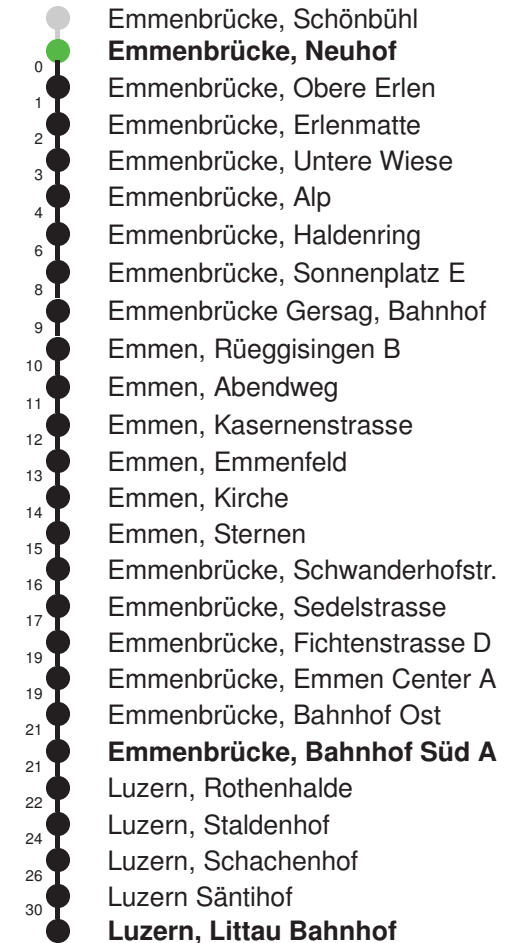 Emmenbrücke, Schönbühl
Emmenbrücke, Neuhof
0
Emmenbrücke, Obere Erlen
1
Emmenbrücke, Erlenmatte
2
Emmenbrücke, Untere Wiese
3
Emmenbrücke, Alp
4
Emmenbrücke, Haldenring
6
Emmenbrücke, Sonnenplatz E
8
Emmenbrücke Gersag, Bahnhof
9
Emmen, Rüeggisingen B
10
Emmen, Abendweg
11
Emmen, Kasernenstrasse
12
Emmen, Emmenfeld
13
Emmen, Kirche
14
Emmen, Sternen
15
Emmenbrücke, Schwanderhofstr.
16
Emmenbrücke, Sedelstrasse
17
Emmenbrücke, Fichtenstrasse D
19
Emmenbrücke, Emmen Center A
19
Emmenbrücke, Bahnhof Ost
21
Emmenbrücke, Bahnhof Süd A
21
Luzern, Rothenhalde
22
Luzern, Staldenhof
24
Luzern, Schachenhof
26
Luzern Säntihof
30
Luzern, Littau Bahnhof